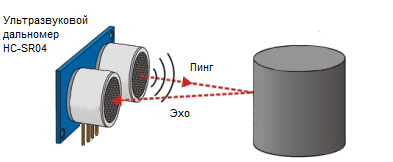 Ультразвуковой
дальномер
HC-SR04
Пинг
Эхо